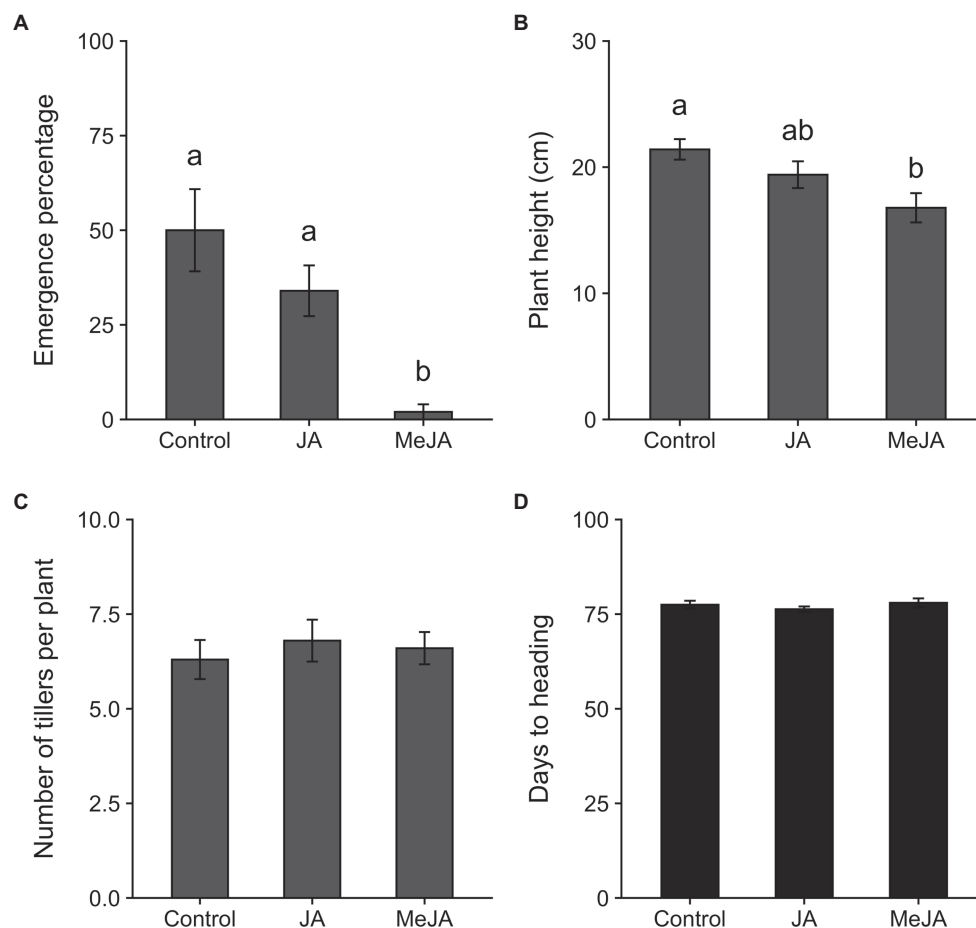 A
Emergence percentage
100
75
50
25
0
a
a
b
Control JA MeJA
B
Plant height (cm)
30
20
10
0
a
ab
b
Control JA MeJA
C
Number of tillers per plant
10.0
7.5
5.0
2.5
0.0
Control JA MeJA
D
Days to heading
100
75
50
25
0
Control JA MeJA